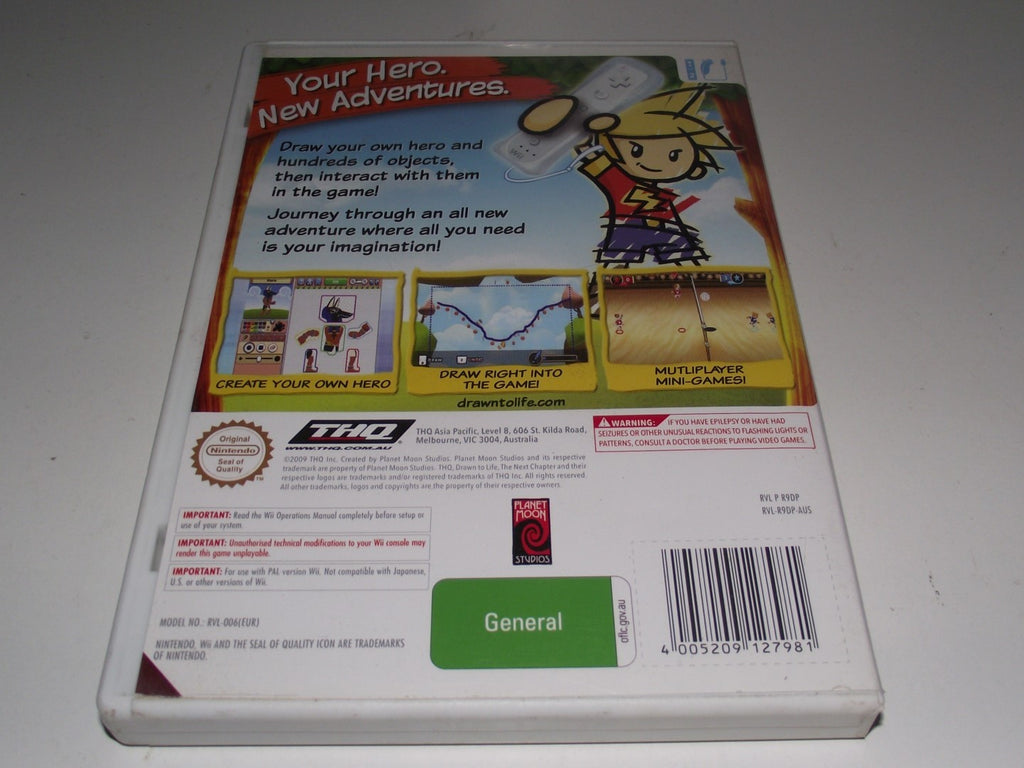 Your Hero.
New Adventures.
Wii
Draw your own hero and
hundreds of objects,
then interact with them
in the game!
Journey through an all new
adventure where all you need
is your imagination!
CREATE YOUR OWN HERO
DRAW RIGHT INTO
THE GAME!
MUTLIPLAYER
MINI-GAMES!
drawntolife.com
Original
Nintendo
Seal of
Quality
TM
THQ
WWW.THQ.COM.AU
THQ Asia Pacific, Level 8, 606 St. Kilda Road,
Melbourne, VIC 3004, Australia
WARNING: IF YOU HAVE EPILEPSY OR HAVE HAD
SEIZURES OR OTHER UNUSUAL REACTIONS TO FLASHING LIGHTS OR
PATTERNS, CONSULT A DOCTOR BEFORE PLAYING VIDEO GAMES.
©2009 THQ Inc. Created by Planet Moon Studios. Planet Moon Studios and its respective
trademark are property of Planet Moon Studios. THQ, Drawn to Life, The Next Chapter and their
respective logos are trademarks and/or registered trademarks of THQ Inc. All rights reserved.
All other trademarks, logos and copyrights are the property of their respective owners.
RVL P R9DP
RVL-R9DP-AUS
IMPORTANT: Read the Wii Operations Manual completely before setup or
use of your system.
IMPORTANT: Unauthorised technical modifications to your Wii console may
render this game unplayable.
IMPORTANT: For use with PAL version Wii. Not compatible with Japanese,
U.S. or other versions of Wii.
PLANET
MOON
STUDIOS
General
oflc.gov.au
MODEL NO.: RVL-006(EUR)
NINTENDO, Wii AND THE SEAL OF QUALITY ICON ARE TRADEMARKS
OF NINTENDO.
4 005209 127981